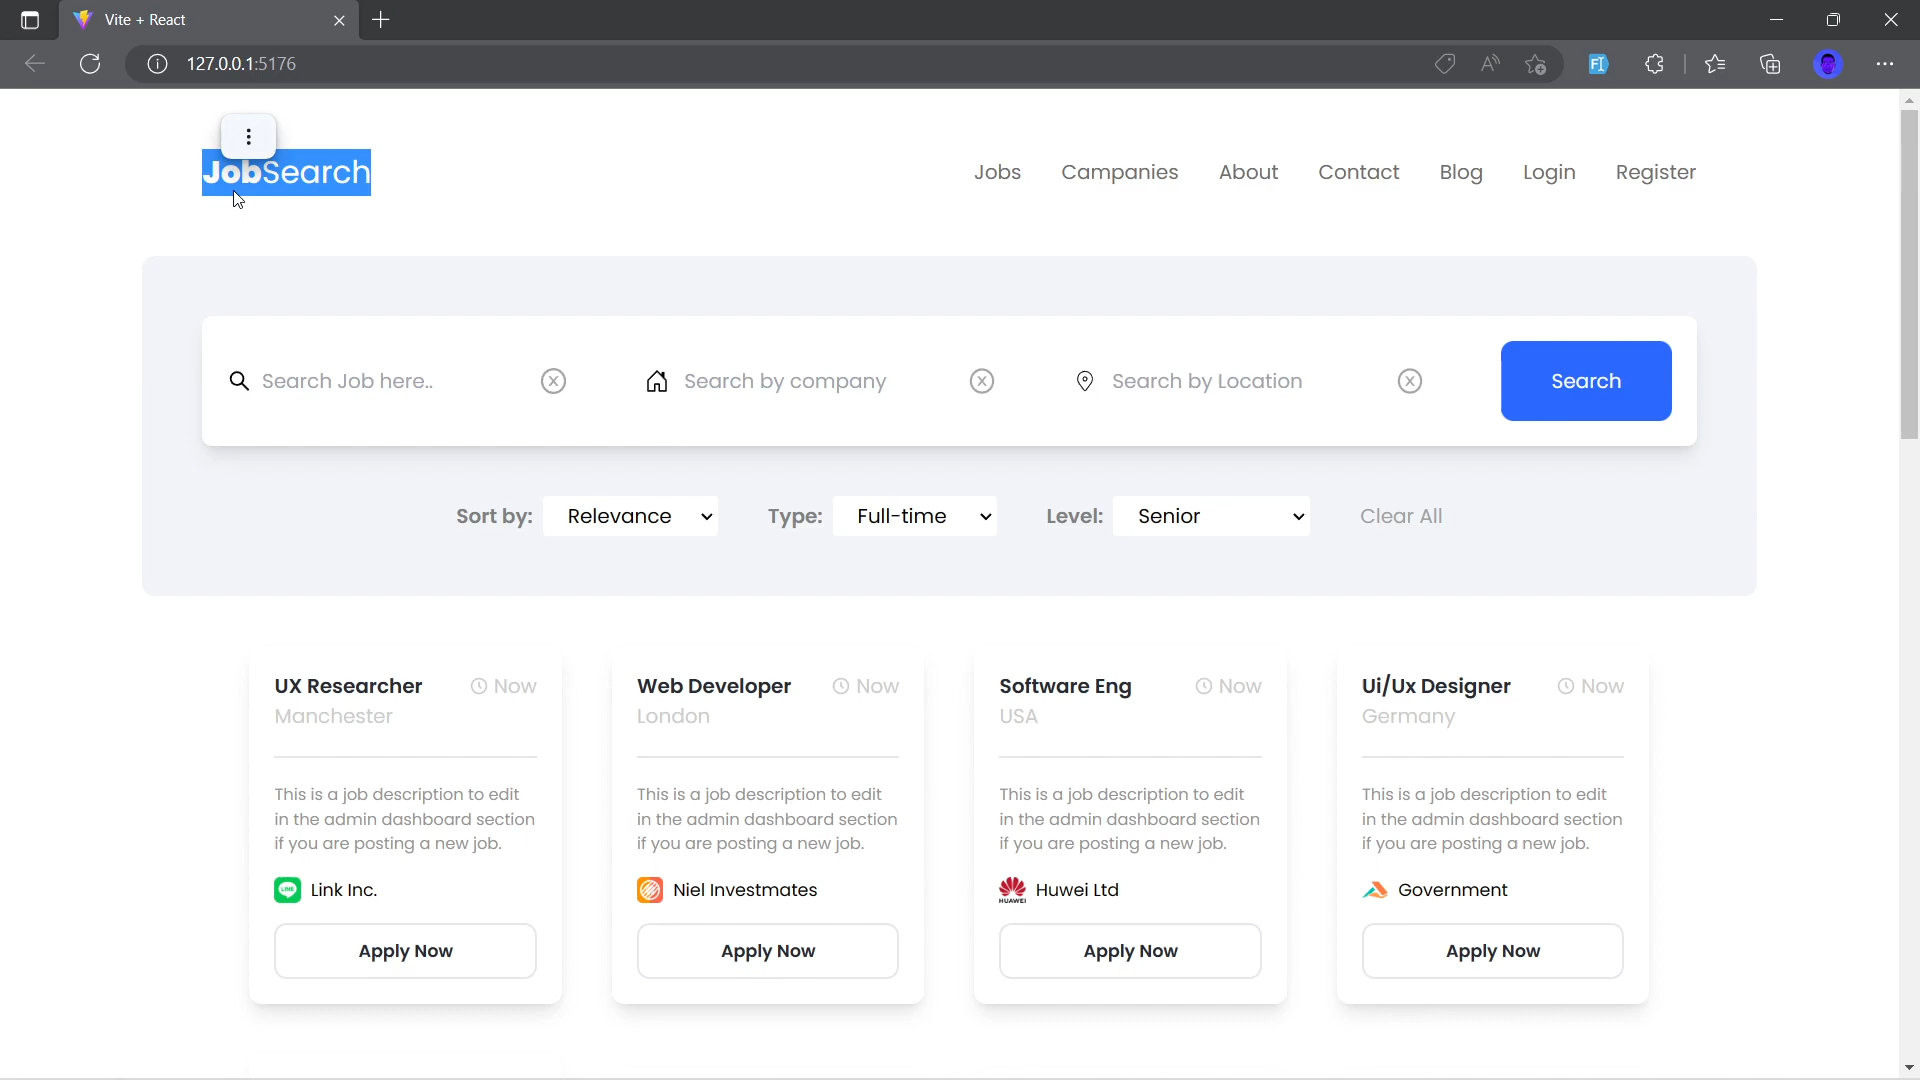 Vite + React
127.0.0.1:5176
JobSearch
Jobs Campanies About Contact Blog Login Register
Search Job here.. Search by company Search by Location Search
Sort by: Relevance Type: Full-time Level: Senior Clear All
UX Researcher Now
Manchester
This is a job description to edit
in the admin dashboard section
if you are posting a new job.
LINE Link Inc.
Apply Now
Web Developer Now
London
This is a job description to edit
in the admin dashboard section
if you are posting a new job.
Niel Investmates
Apply Now
Software Eng Now
USA
This is a job description to edit
in the admin dashboard section
if you are posting a new job.
HUAWEI Huwei Ltd
Apply Now
Ui/Ux Designer Now
Germany
This is a job description to edit
in the admin dashboard section
if you are posting a new job.
Government
Apply Now